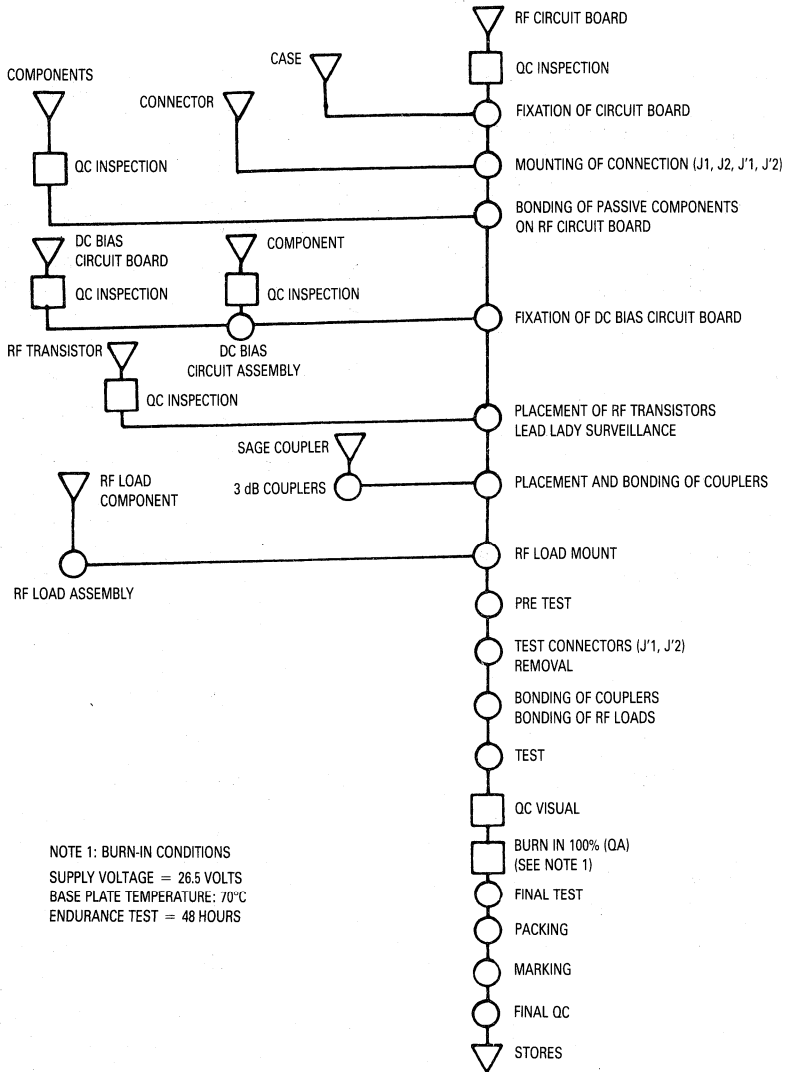 RF CIRCUIT BOARD
QC INSPECTION
CASE
COMPONENTS
CONNECTOR
FIXATION OF CIRCUIT BOARD
QC INSPECTION
MOUNTING OF CONNECTION (J1, J2, J'1, J'2)
BONDING OF PASSIVE COMPONENTS
ON RF CIRCUIT BOARD
DC BIAS
CIRCUIT BOARD
COMPONENT
QC INSPECTION
QC INSPECTION
FIXATION OF DC BIAS CIRCUIT BOARD
DC BIAS
CIRCUIT ASSEMBLY
RF TRANSISTOR
QC INSPECTION
PLACEMENT OF RF TRANSISTORS
LEAD LADY SURVEILLANCE
SAGE COUPLER
3 dB COUPLERS
PLACEMENT AND BONDING OF COUPLERS
RF LOAD
COMPONENT
RF LOAD MOUNT
RF LOAD ASSEMBLY
PRE TEST
TEST CONNECTORS (J'1, J'2)
REMOVAL
BONDING OF COUPLERS
BONDING OF RF LOADS
TEST
QC VISUAL
BURN IN 100% (QA)
(SEE NOTE 1)
FINAL TEST
PACKING
MARKING
FINAL QC
STORES
NOTE 1: BURN-IN CONDITIONS
SUPPLY VOLTAGE = 26.5 VOLTS
BASE PLATE TEMPERATURE: 70°C
ENDURANCE TEST = 48 HOURS